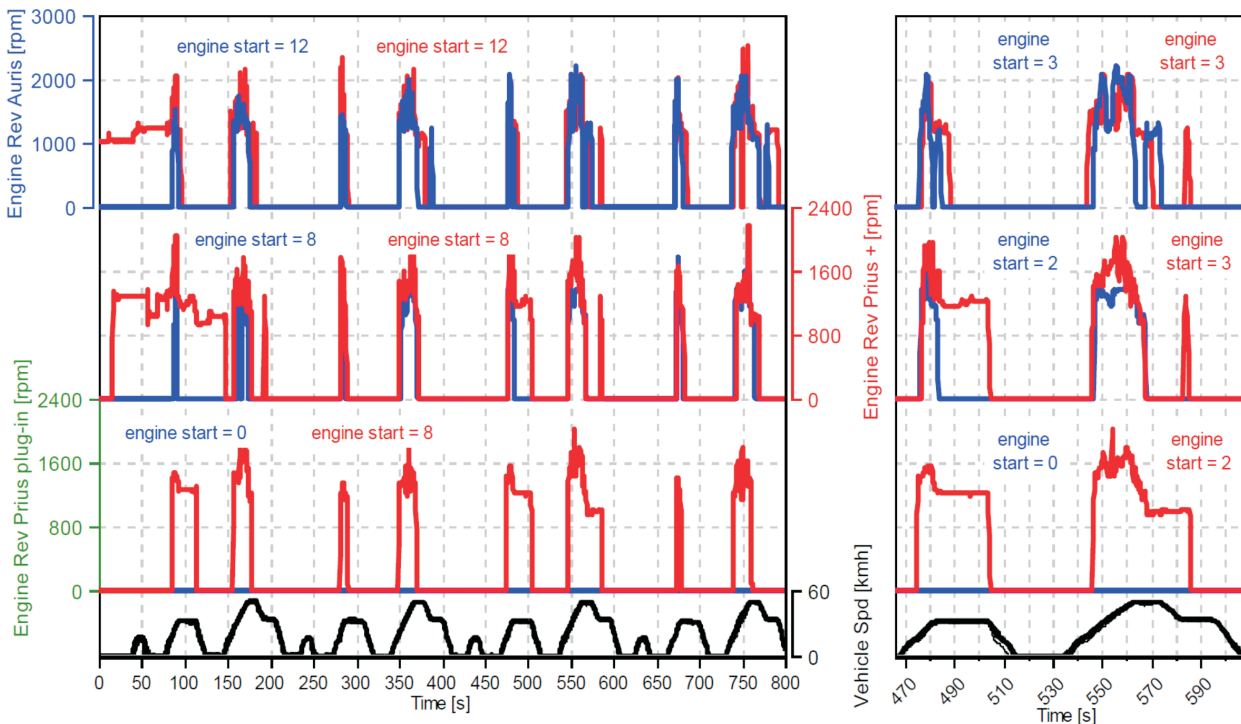 Engine Rev Auris [rpm]
3000
2000
1000
0
engine start = 12
engine start = 12
engine start = 8
engine start = 8
2400
1600
800
0
Engine Rev Prius + [rpm]
Engine Rev Prius plug-in [rpm]
2400
1600
800
0
engine start = 0
engine start = 8
60
0
Vehicle Spd [kmh]
0 50 100 150 200 250 300 350 400 450 500 550 600 650 700 750 800
Time [s]
engine
start = 3
engine
start = 3
engine
start = 2
engine
start = 3
engine
start = 0
engine
start = 2
470 490 510 530 550 570 590
Time [s]